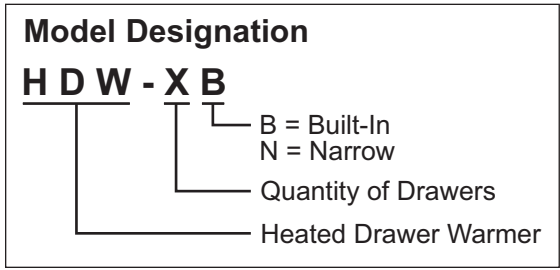 Model Designation
H D W - X B
B = Built-In
N = Narrow
Quantity of Drawers
Heated Drawer Warmer